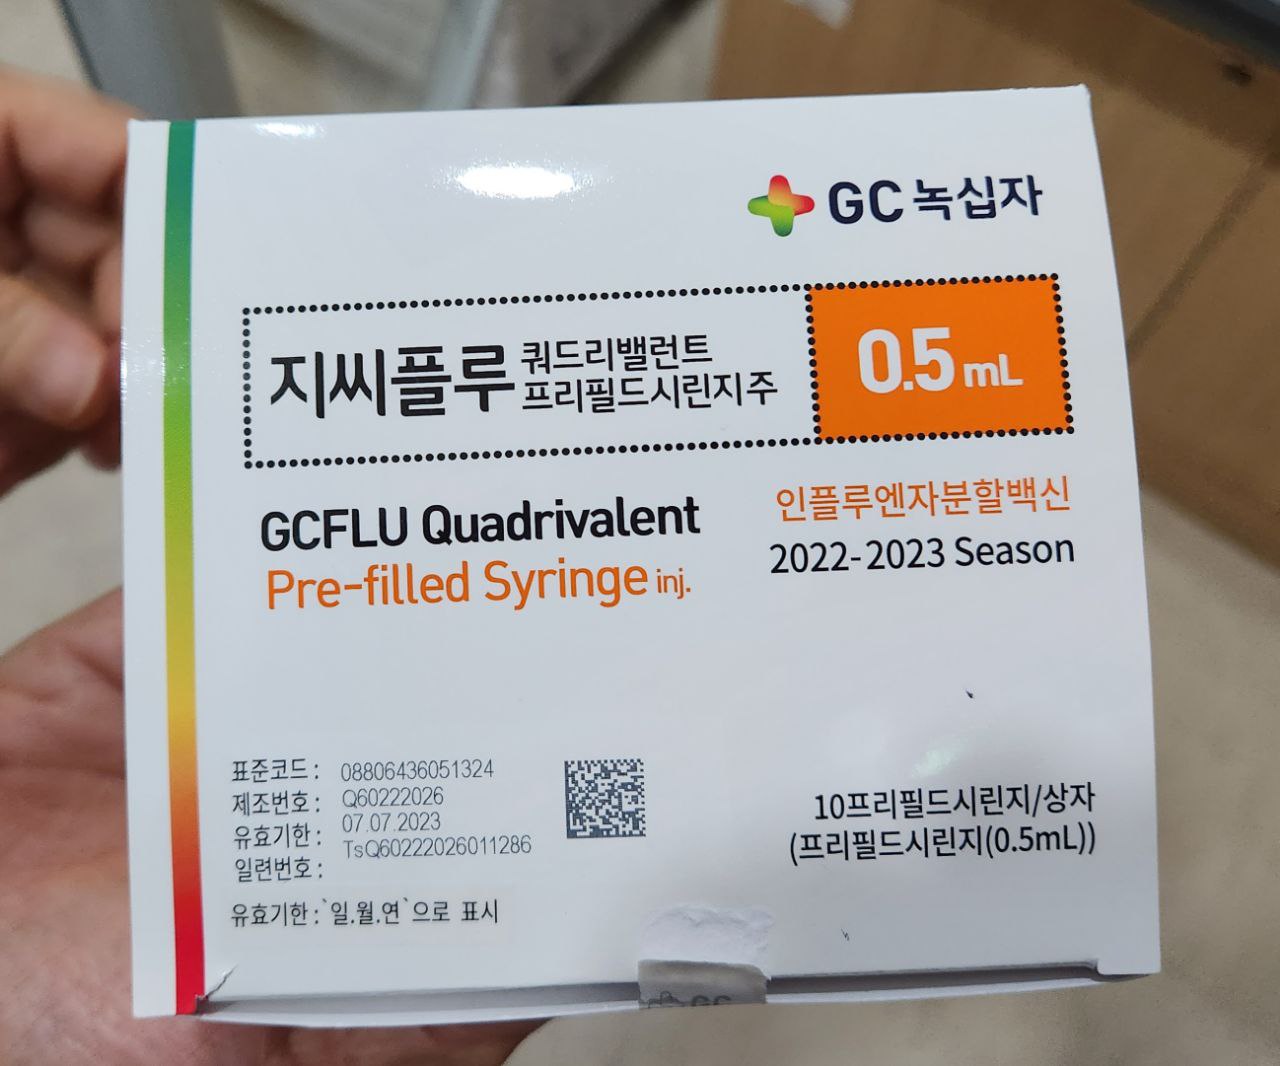 GC 녹십자
지씨플루 쿼드리밸런트
프리필드시린지주
0.5 mL
GCFLU Quadrivalent
Pre-filled Syringe inj.
인플루엔자분할백신
2022-2023 Season
표준코드 : 08806436051324
제조번호 : Q60222026
유효기한 : 07.07.2023
일련번호 : TsQ60222026011286
유효기한 : `일.월.연`으로 표시
10프리필드시린지/상자
(프리필드시린지(0.5mL))
GC